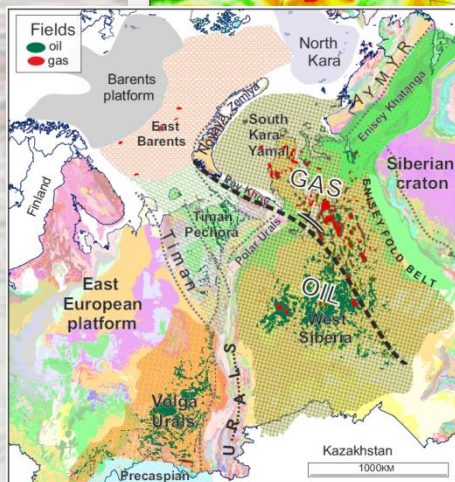 Fields
oil
gas
Barents
platform
North
Kara
TAYMYR
Enisey Khatanga
East
Barents
Novaya Zemlya
South
Kara
Yamal
Siberian
craton
GAS
Finland
Pay Khoy
Timan
Pechora
Polar Urals
TIMAN
ENISEY FOLD BELT
East
European
platform
OIL
West
Siberia
Volga
Urals
URALS
Kazakhstan
Precaspian
1000KM